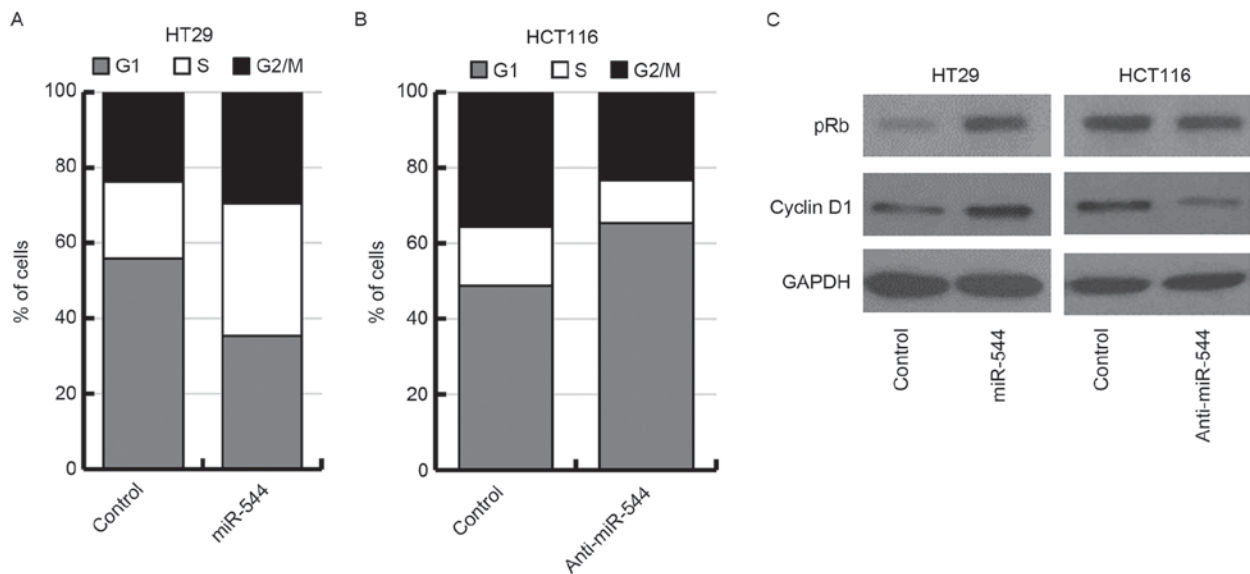 A
HT29
G1 S G2/M
100
80
60
40
20
0
% of cells
Control
miR-544
B
HCT116
G1 S G2/M
100
80
60
40
20
0
% of cells
Control
Anti-miR-544
C
HT29 HCT116
pRb
Cyclin D1
GAPDH
Control
miR-544
Control
Anti-miR-544